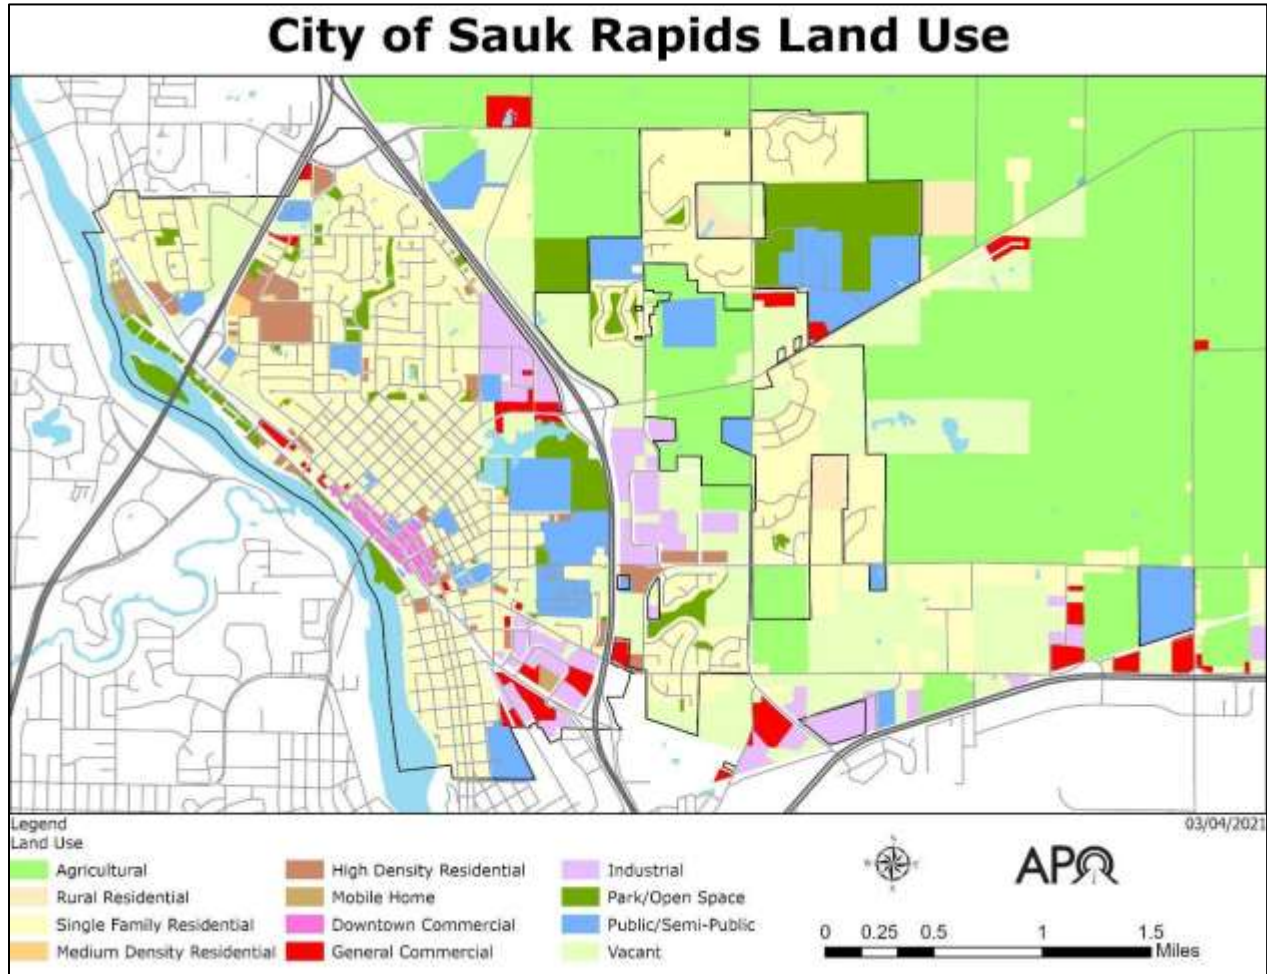 City of Sauk Rapids Land Use
03/04/2021
Legend
Land Use
Agricultural
Rural Residential
Single Family Residential
Medium Density Residential
High Density Residential
Mobile Home
Downtown Commercial
General Commercial
Industrial
Park/Open Space
Public/Semi-Public
Vacant
APO
0 0.25 0.5 1 1.5
Miles